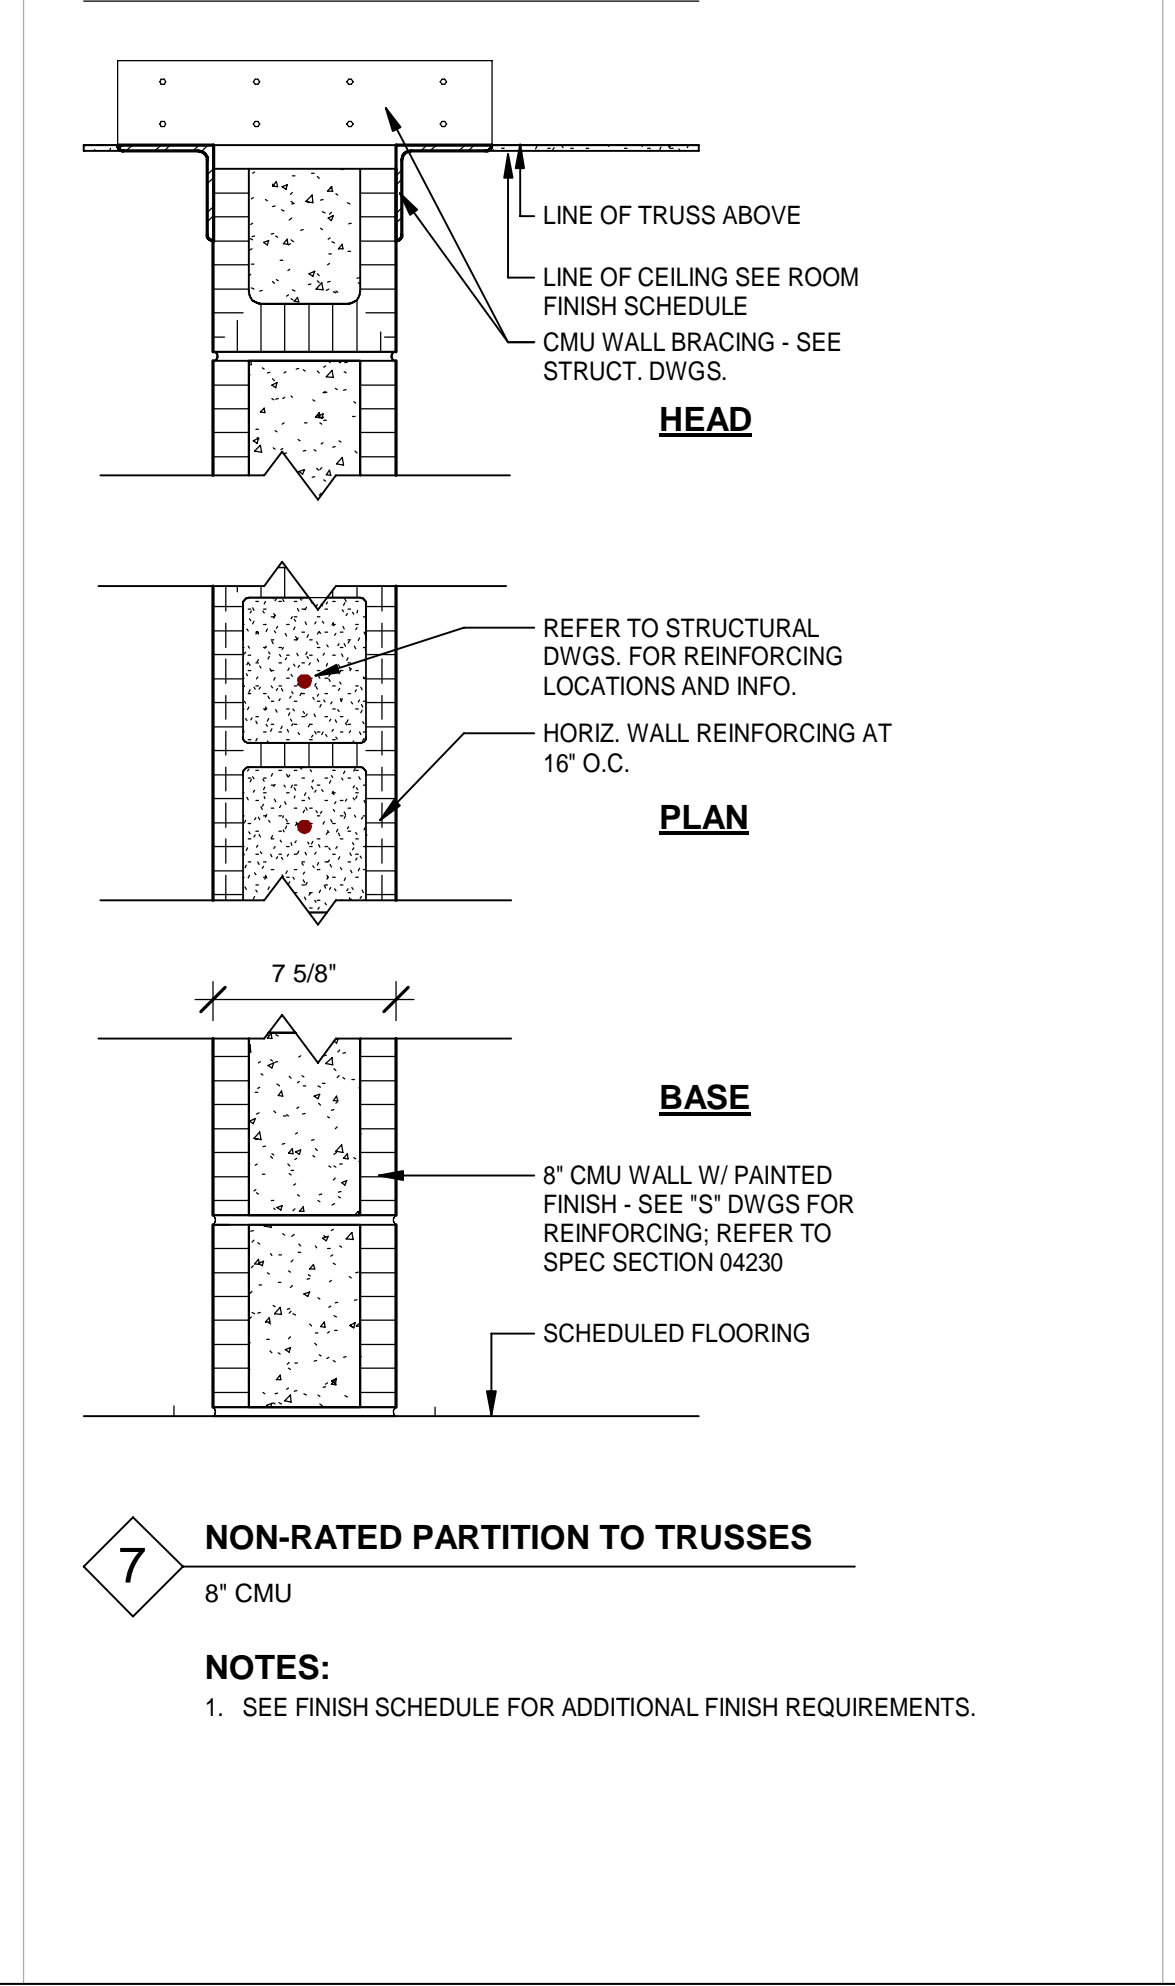 LINE OF TRUSS ABOVE
LINE OF CEILING SEE ROOM
FINISH SCHEDULE
CMU WALL BRACING - SEE
STRUCT. DWGS.
HEAD
REFER TO STRUCTURAL
DWGS. FOR REINFORCING
LOCATIONS AND INFO.
HORIZ. WALL REINFORCING AT
16" O.C.
PLAN
7 5/8"
BASE
8" CMU WALL W/ PAINTED
FINISH - SEE "S" DWGS FOR
REINFORCING; REFER TO
SPEC SECTION 04230
SCHEDULED FLOORING
7
NON-RATED PARTITION TO TRUSSES
8" CMU
NOTES:
1. SEE FINISH SCHEDULE FOR ADDITIONAL FINISH REQUIREMENTS.